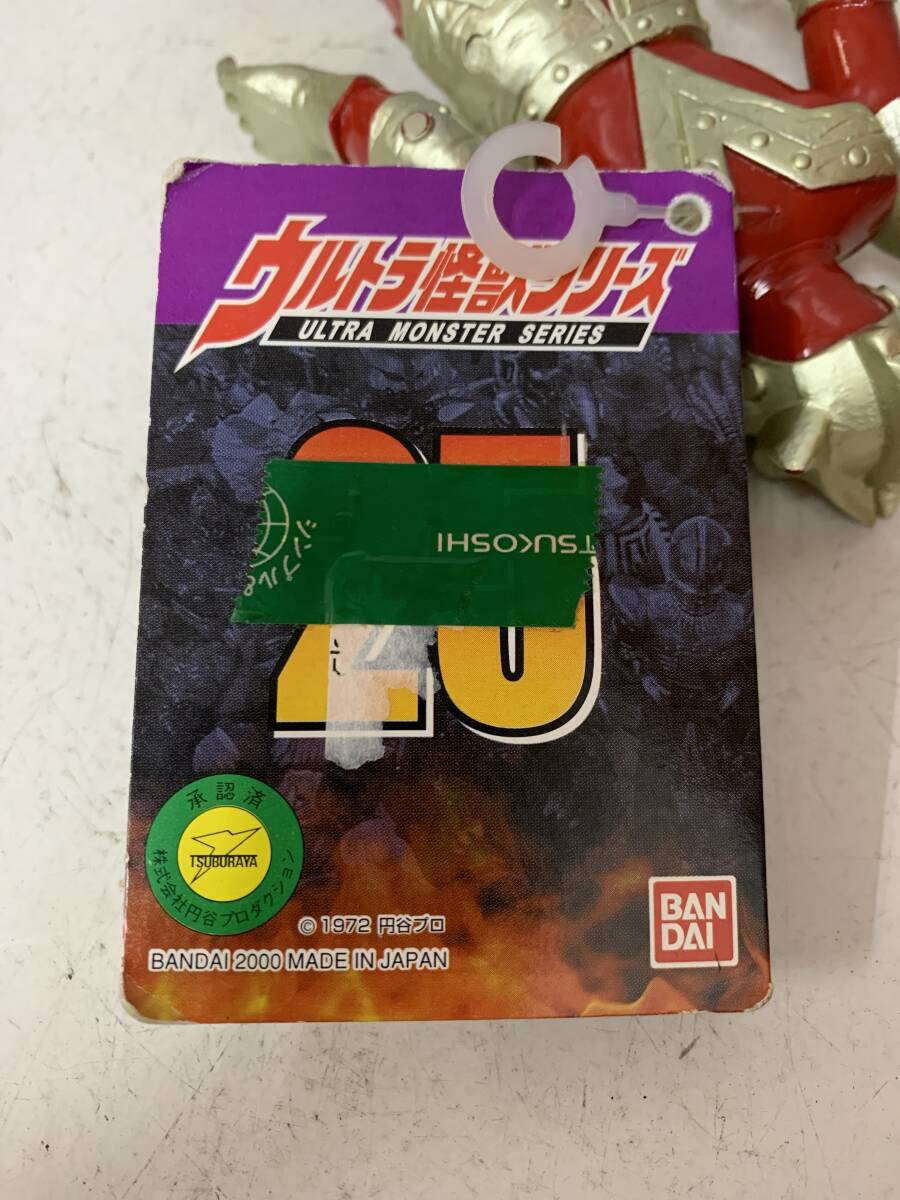 ウルトラ怪獣シリーズ
ULTRA MONSTER SERIES
TSUKOSHI
承認済
TSUBURAYA
株式会社円谷プロダクション
© 1972 円谷プロ
BANDAI 2000 MADE IN JAPAN
BAN
DAI